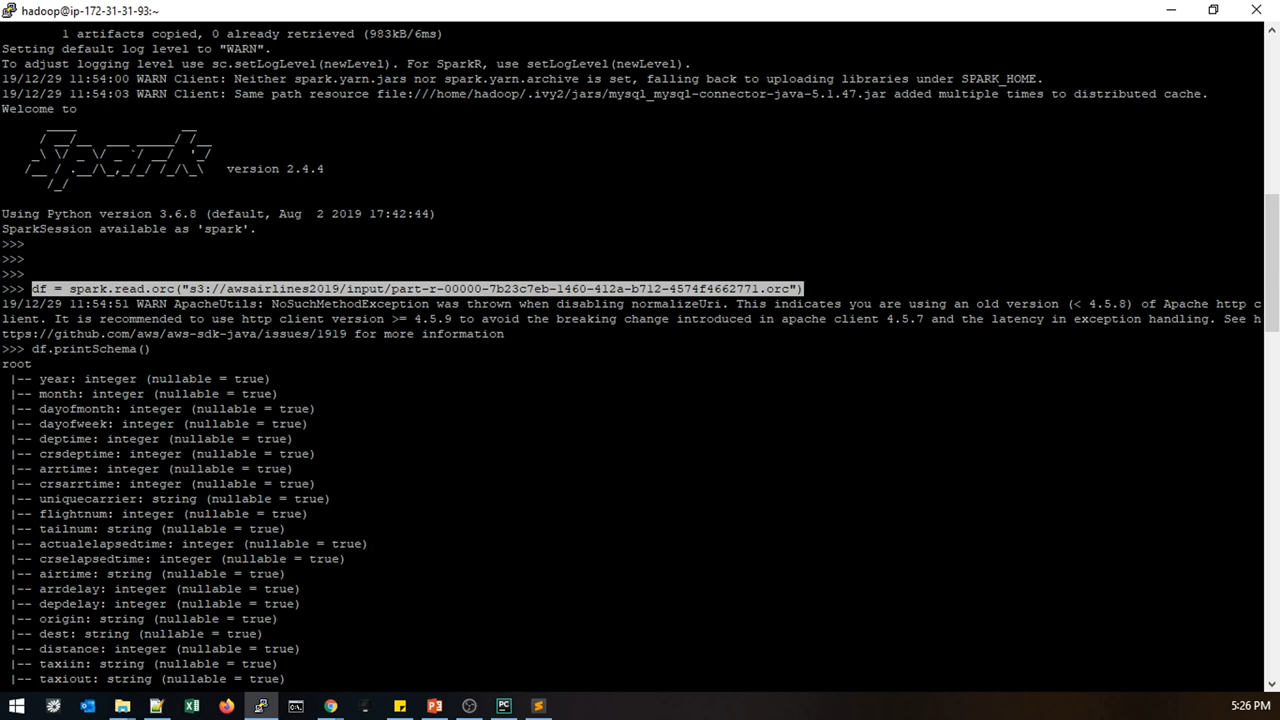 hadoop@ip-172-31-31-93:~
1 artifacts copied, 0 already retrieved (983kB/6ms)
Setting default log level to "WARN".
To adjust logging level use sc.setLogLevel(newLevel). For SparkR, use setLogLevel(newLevel).
19/12/29 11:54:00 WARN Client: Neither spark.yarn.jars nor spark.yarn.archive is set, falling back to uploading libraries under SPARK_HOME.
19/12/29 11:54:03 WARN Client: Same path resource file:///home/hadoop/.ivy2/jars/mysql_mysql-connector-java-5.1.47.jar added multiple times to distributed cache.
Welcome to
Spark version 2.4.4
Using Python version 3.6.8 (default, Aug  2 2019 17:42:44)
SparkSession available as 'spark'.
>>>
>>>
>>>
>>> df = spark.read.orc("s3://awsairlines2019/input/part-r-00000-7b23c7eb-1460-412a-b712-4574f4662771.orc")
19/12/29 11:54:51 WARN ApacheUtils: NoSuchMethodException was thrown when disabling normalizeUri. This indicates you are using an old version (< 4.5.8) of Apache http c
lient. It is recommended to use http client version >= 4.5.9 to avoid the breaking change introduced in apache client 4.5.7 and the latency in exception handling. See h
ttps://github.com/aws/aws-sdk-java/issues/1919 for more information
>>> df.printSchema()
root
|-- year: integer (nullable = true)
|-- month: integer (nullable = true)
|-- dayofmonth: integer (nullable = true)
|-- dayofweek: integer (nullable = true)
|-- deptime: integer (nullable = true)
|-- crsdeptime: integer (nullable = true)
|-- arrtime: integer (nullable = true)
|-- crsarrtime: integer (nullable = true)
|-- uniquecarrier: string (nullable = true)
|-- flightnum: integer (nullable = true)
|-- tailnum: string (nullable = true)
|-- actualelapsedtime: integer (nullable = true)
|-- crselapsedtime: integer (nullable = true)
|-- airtime: string (nullable = true)
|-- arrdelay: integer (nullable = true)
|-- depdelay: integer (nullable = true)
|-- origin: string (nullable = true)
|-- dest: string (nullable = true)
|-- distance: integer (nullable = true)
|-- taxiin: string (nullable = true)
|-- taxiout: string (nullable = true)
5:26 PM